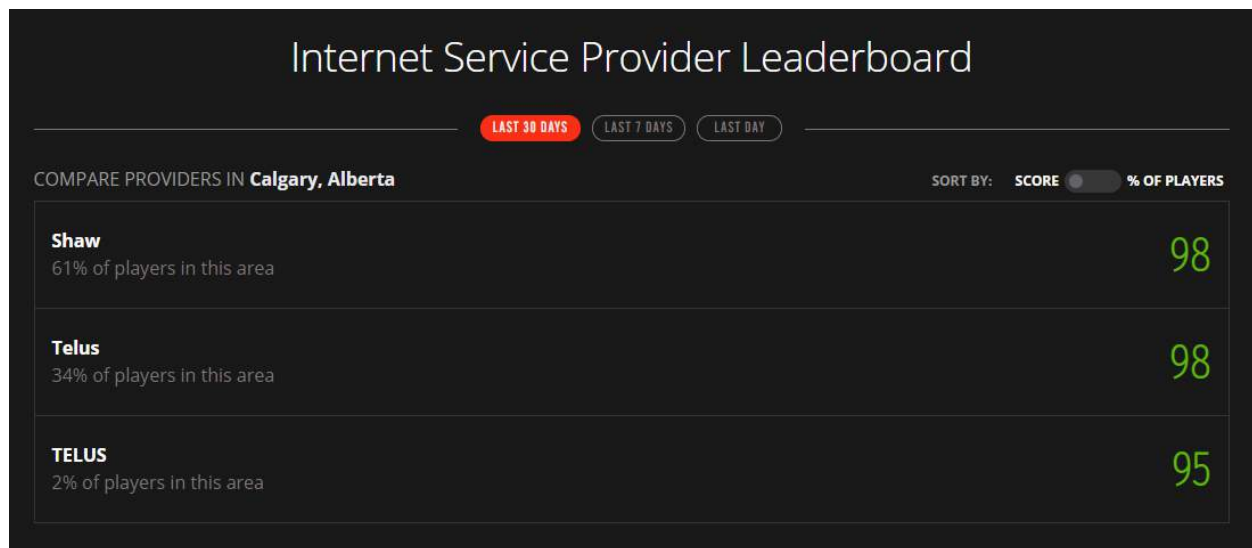 Internet Service Provider Leaderboard
LAST 30 DAYS LAST 7 DAYS LAST DAY
COMPARE PROVIDERS IN Calgary, Alberta SORT BY: SCORE % OF PLAYERS
Shaw
61% of players in this area
98
Telus
34% of players in this area
98
TELUS
2% of players in this area
95